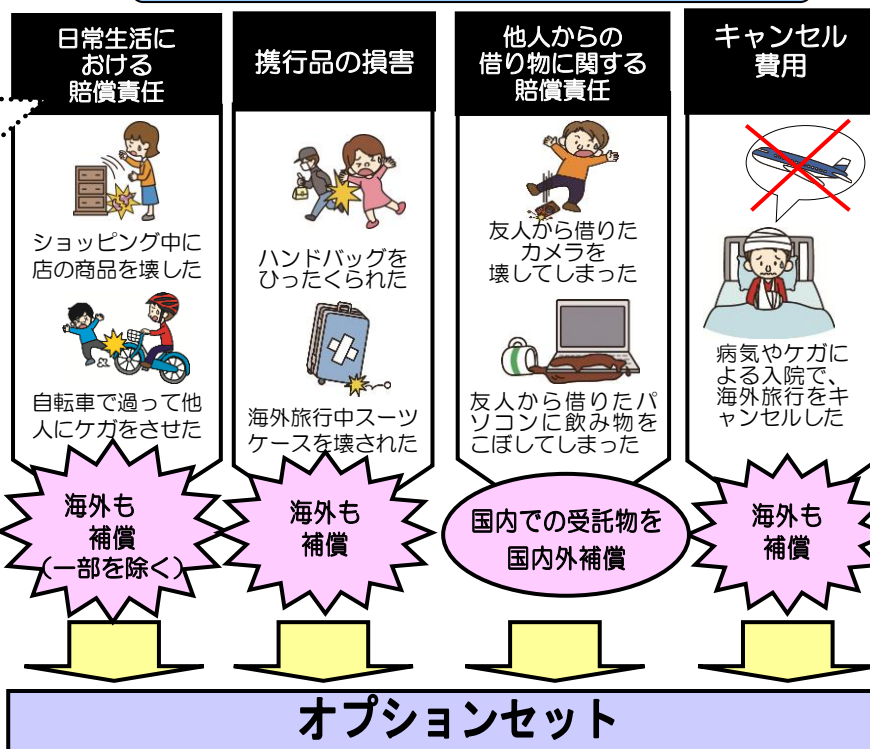 日常生活に
おける
賠償責任
ショッピング中に
店の商品を壊した
自転車で過って他
人にケガをさせた
海外も
補償
(一部を除く)
携行品の損害
ハンドバッグを
ひったくられた
海外旅行中スーツ
ケースを壊された
海外も
補償
他人からの
借り物に関する
賠償責任
友人から借りた
カメラを
壊してしまった
友人から借りたパ
ソコンに飲み物を
こぼしてしまった
国内での受託物を
国内外補償
キャンセル
費用
病気やケガに
よる入院で、
海外旅行をキ
ャンセルした
海外も
補償
オプションセット